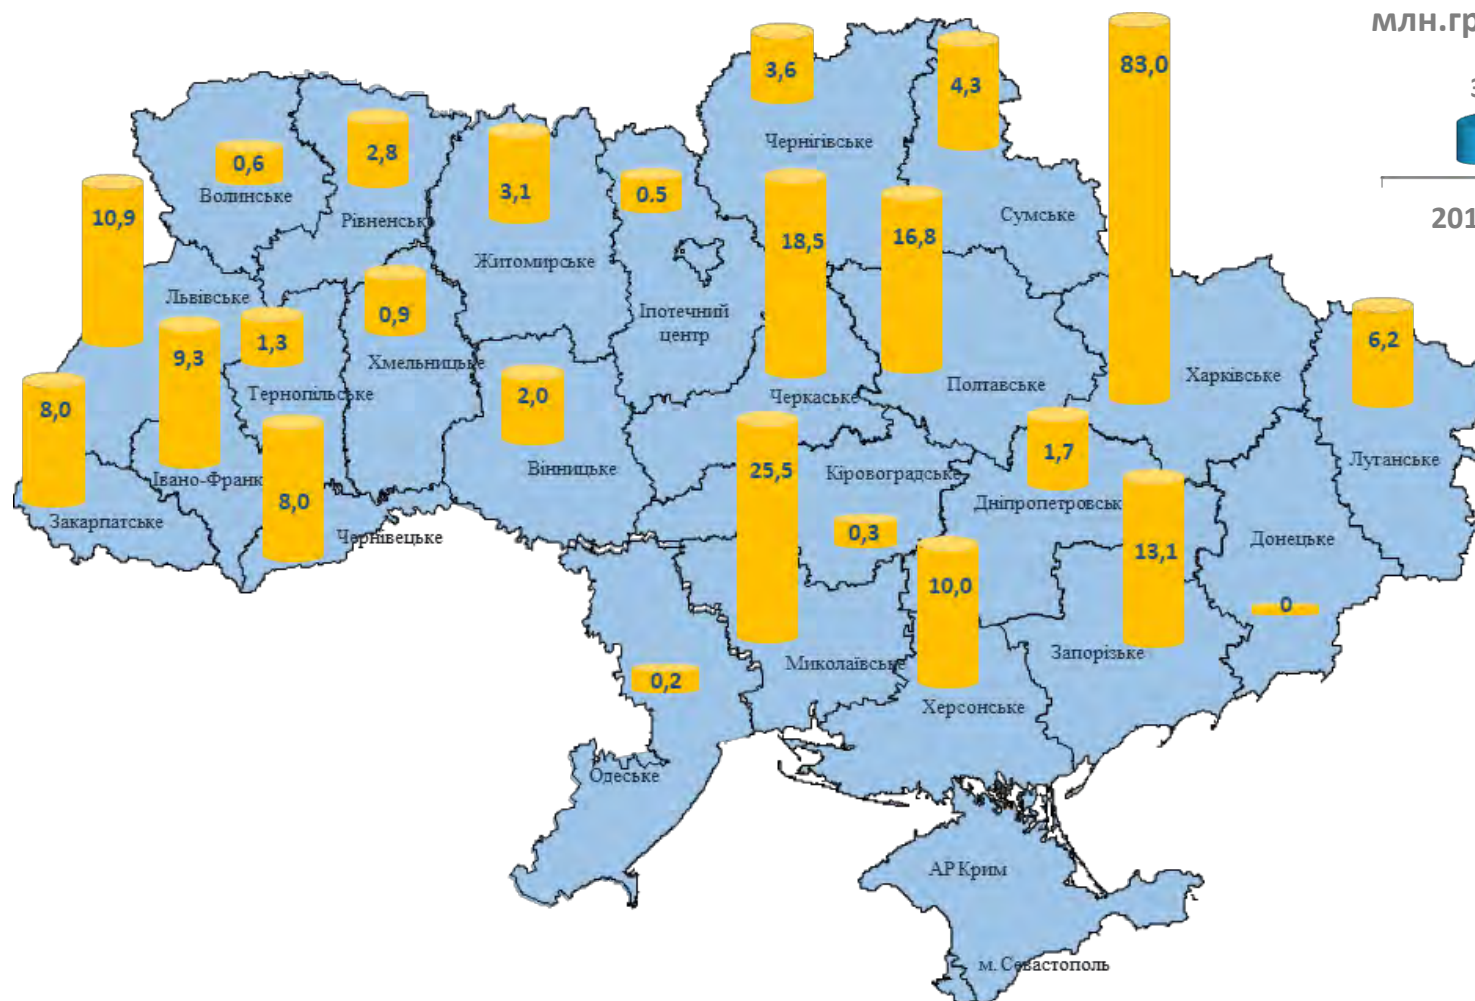 млн.гр
3,6
4,3
83,0
3
2,8
0,6
3,1
0.5
Чернігівське
Волинське
10,9
Рівненськ
201
Сумське
18,5
16,8
Житомирське
Львівське
0,9
Іпотечний
центр
1,3
9,3
6,2
Хмельницьке
Харківське
Полтавське
Тернопільське
Черкаське
8,0
2,0
1,7
25,5
Вінницьке
Кіровоградське
Луганське
Івано-Франк
8,0
Дніпропетровськ
Закарпатське
Чернівецьке
0,3
13,1
Донецьке
10,0
0
Запорізьке
Миколаївське
0,2
Херсонське
Одеське
АР Крим
м. Севастополь